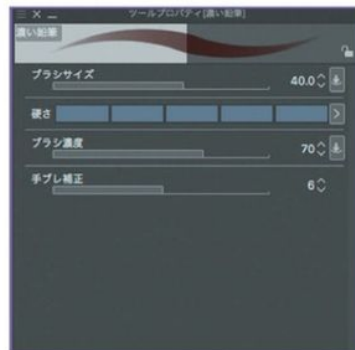 ツールプロパティ[濃い鉛筆]
濃い鉛筆
ブラシサイズ 40.0
硬さ
ブラシ濃度 70
手ブレ補正 6